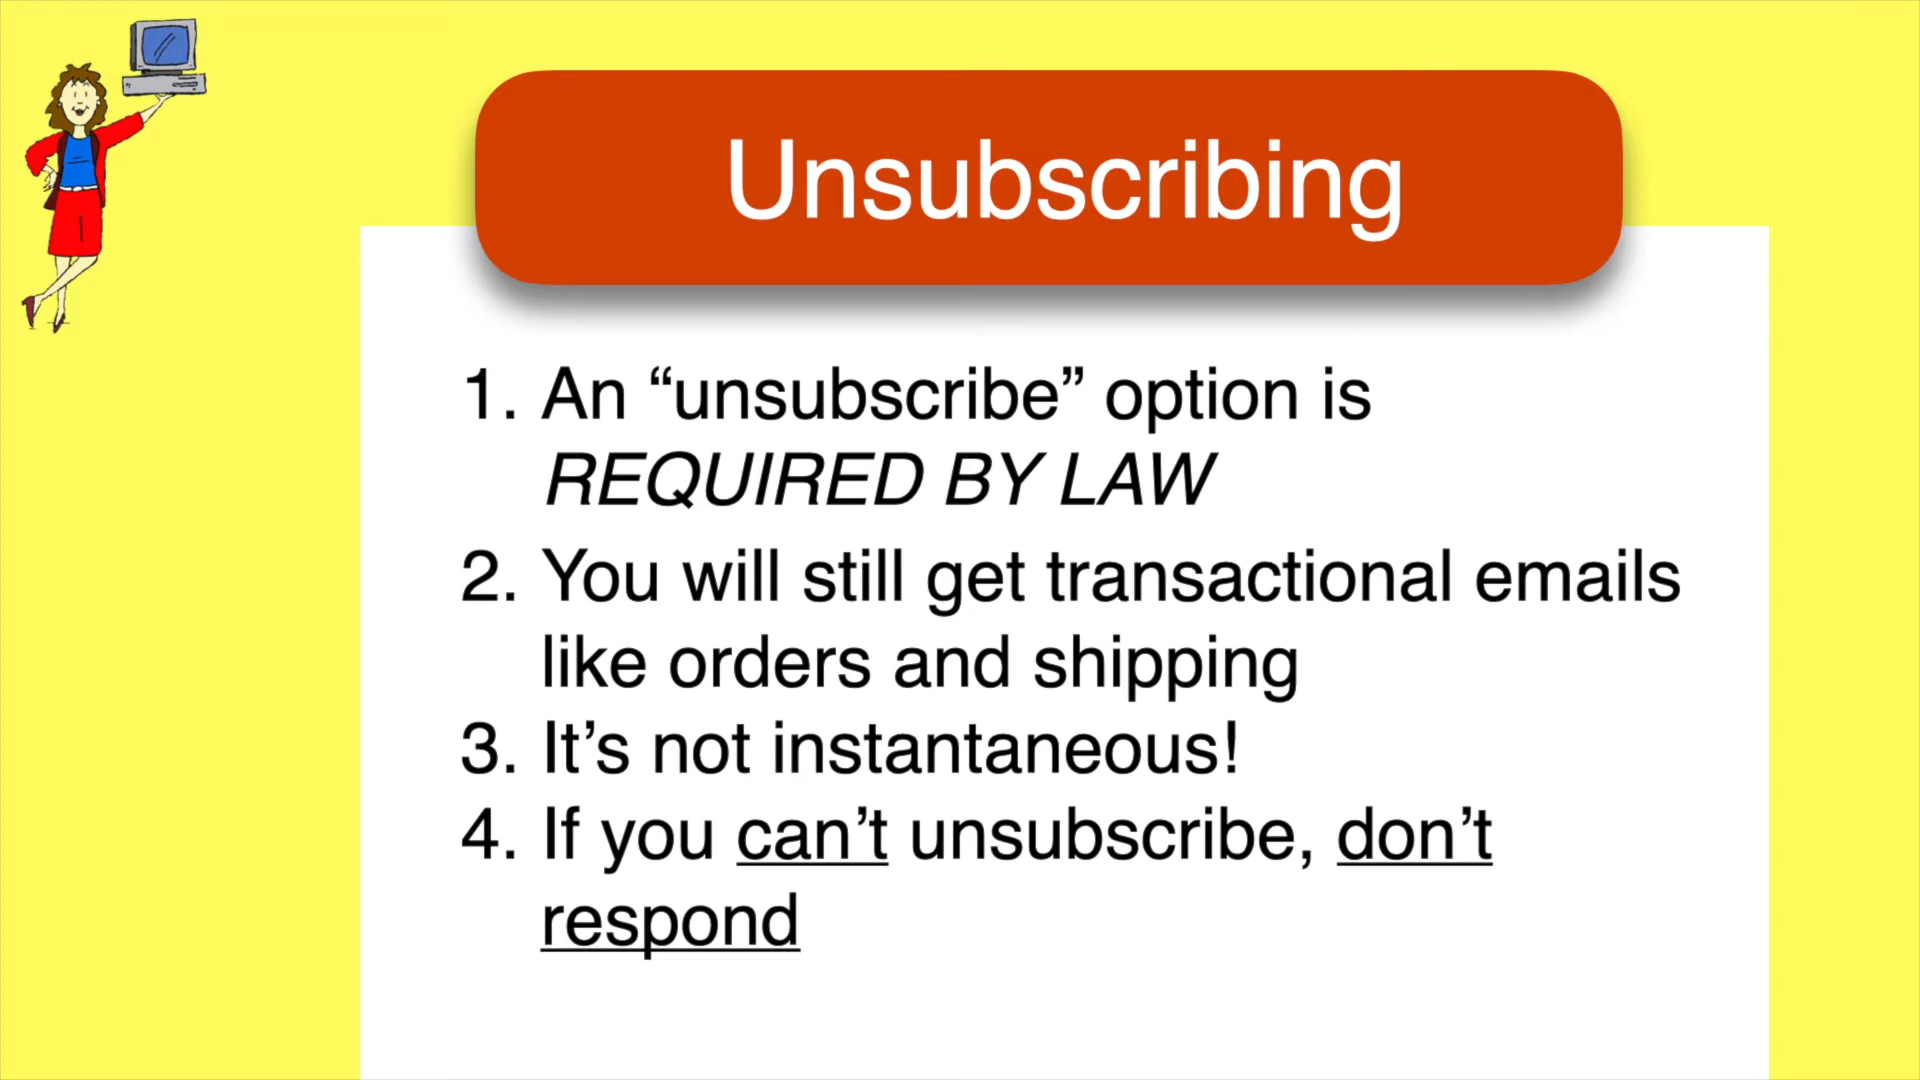 Unsubscribing
1. An “unsubscribe” option is
REQUIRED BY LAW
2. You will still get transactional emails
like orders and shipping
3. It’s not instantaneous!
4. If you can’t unsubscribe, don’t
respond